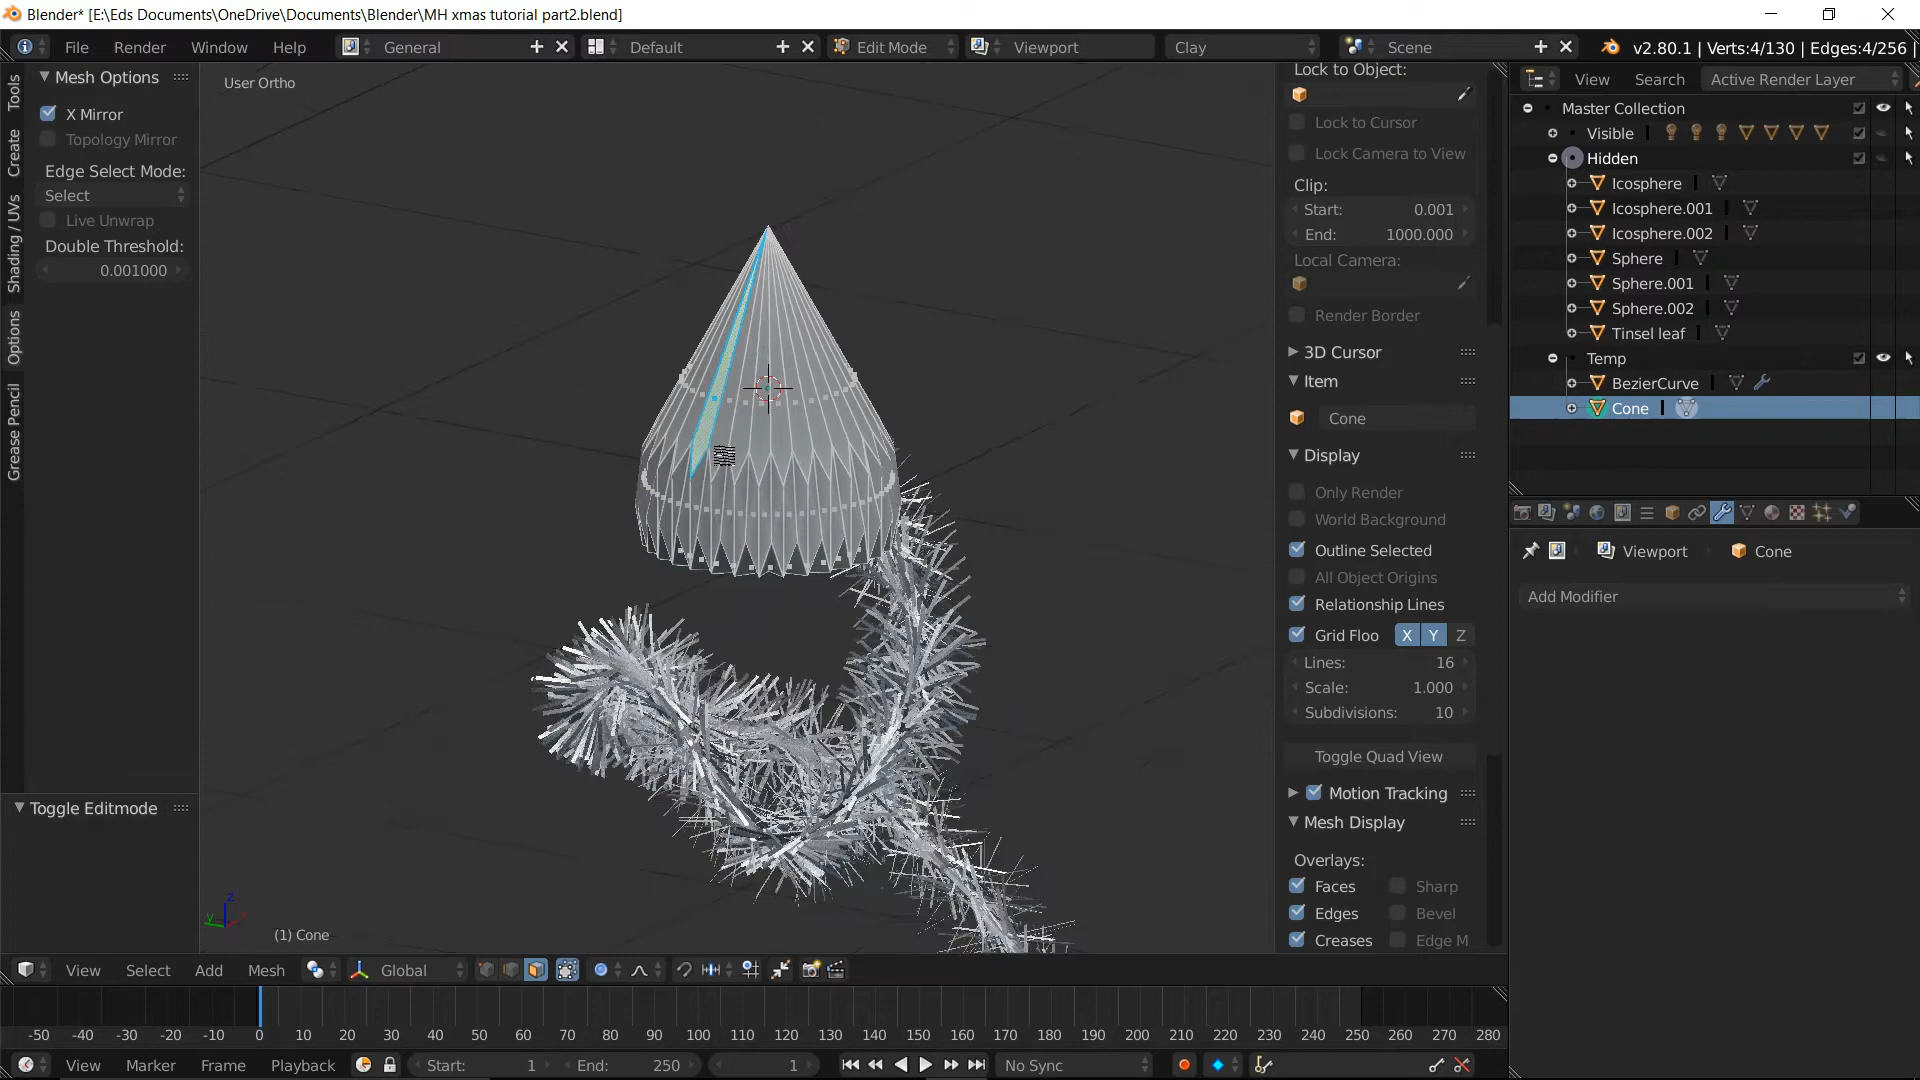 Blender* [E:\Eds Documents\OneDrive\Documents\Blender\MH xmas tutorial part2.blend]
File Render Window Help General Default Edit Mode Viewport Clay Scene v2.80.1 | Verts:4/130 | Edges:4/256 |
Tools
Create
Shading / UVs
Options
Grease Pencil
Mesh Options
X Mirror
Topology Mirror
Edge Select Mode:
Select
Live Unwrap
Double Threshold:
0.001000
Toggle Editmode
User Ortho
z
y
(1) Cone
Lock to Object:
Lock to Cursor
Lock Camera to View
Clip:
Start: 0.001
End: 1000.000
Local Camera:
Render Border
3D Cursor
Item
Cone
Display
Only Render
World Background
Outline Selected
All Object Origins
Relationship Lines
Grid Floo X Y Z
Lines: 16
Scale: 1.000
Subdivisions: 10
Toggle Quad View
Motion Tracking
Mesh Display
Overlays:
Faces Sharp
Edges Bevel
Creases Edge M
View Search Active Render Layer
Master Collection
Visible
Hidden
Icosphere
Icosphere.001
Icosphere.002
Sphere
Sphere.001
Sphere.002
Tinsel leaf
Temp
BezierCurve
Cone
Viewport Cone
Add Modifier
View Select Add Mesh Global
-50 -40 -30 -20 -10 0 10 20 30 40 50 60 70 80 90 100 110 120 130 140 150 160 170 180 190 200 210 220 230 240 250 260 270 280
View Marker Frame Playback Start: 1 End: 250 1 No Sync